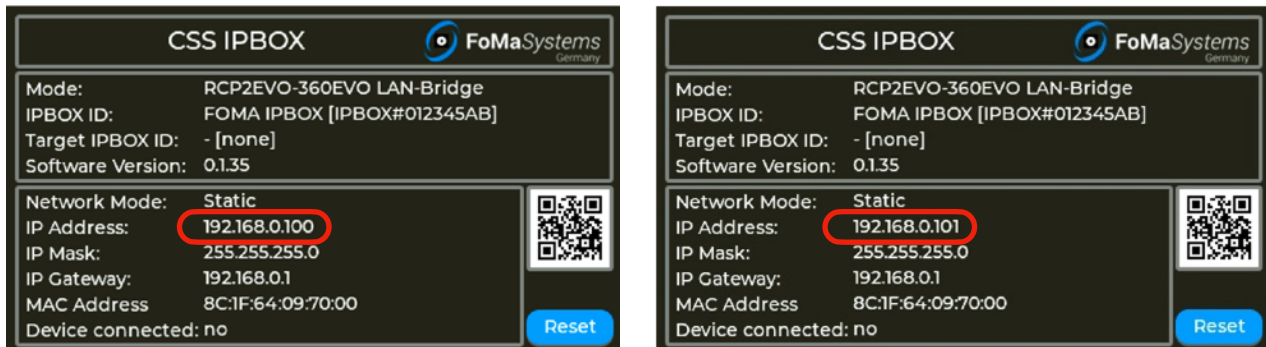 CSS IPBOX
FoMaSystems
Germany
Mode: RCP2EVO-360EVO LAN-Bridge
IPBOX ID: FOMA IPBOX [IPBOX#012345AB]
Target IPBOX ID: - [none]
Software Version: 0.1.35
Network Mode: Static
IP Address: 192.168.0.100
IP Mask: 255.255.255.0
IP Gateway: 192.168.0.1
MAC Address 8C:1F:64:09:70:00
Device connected: no
Reset
CSS IPBOX
FoMaSystems
Germany
Mode: RCP2EVO-360EVO LAN-Bridge
IPBOX ID: FOMA IPBOX [IPBOX#012345AB]
Target IPBOX ID: - [none]
Software Version: 0.1.35
Network Mode: Static
IP Address: 192.168.0.101
IP Mask: 255.255.255.0
IP Gateway: 192.168.0.1
MAC Address 8C:1F:64:09:70:00
Device connected: no
Reset